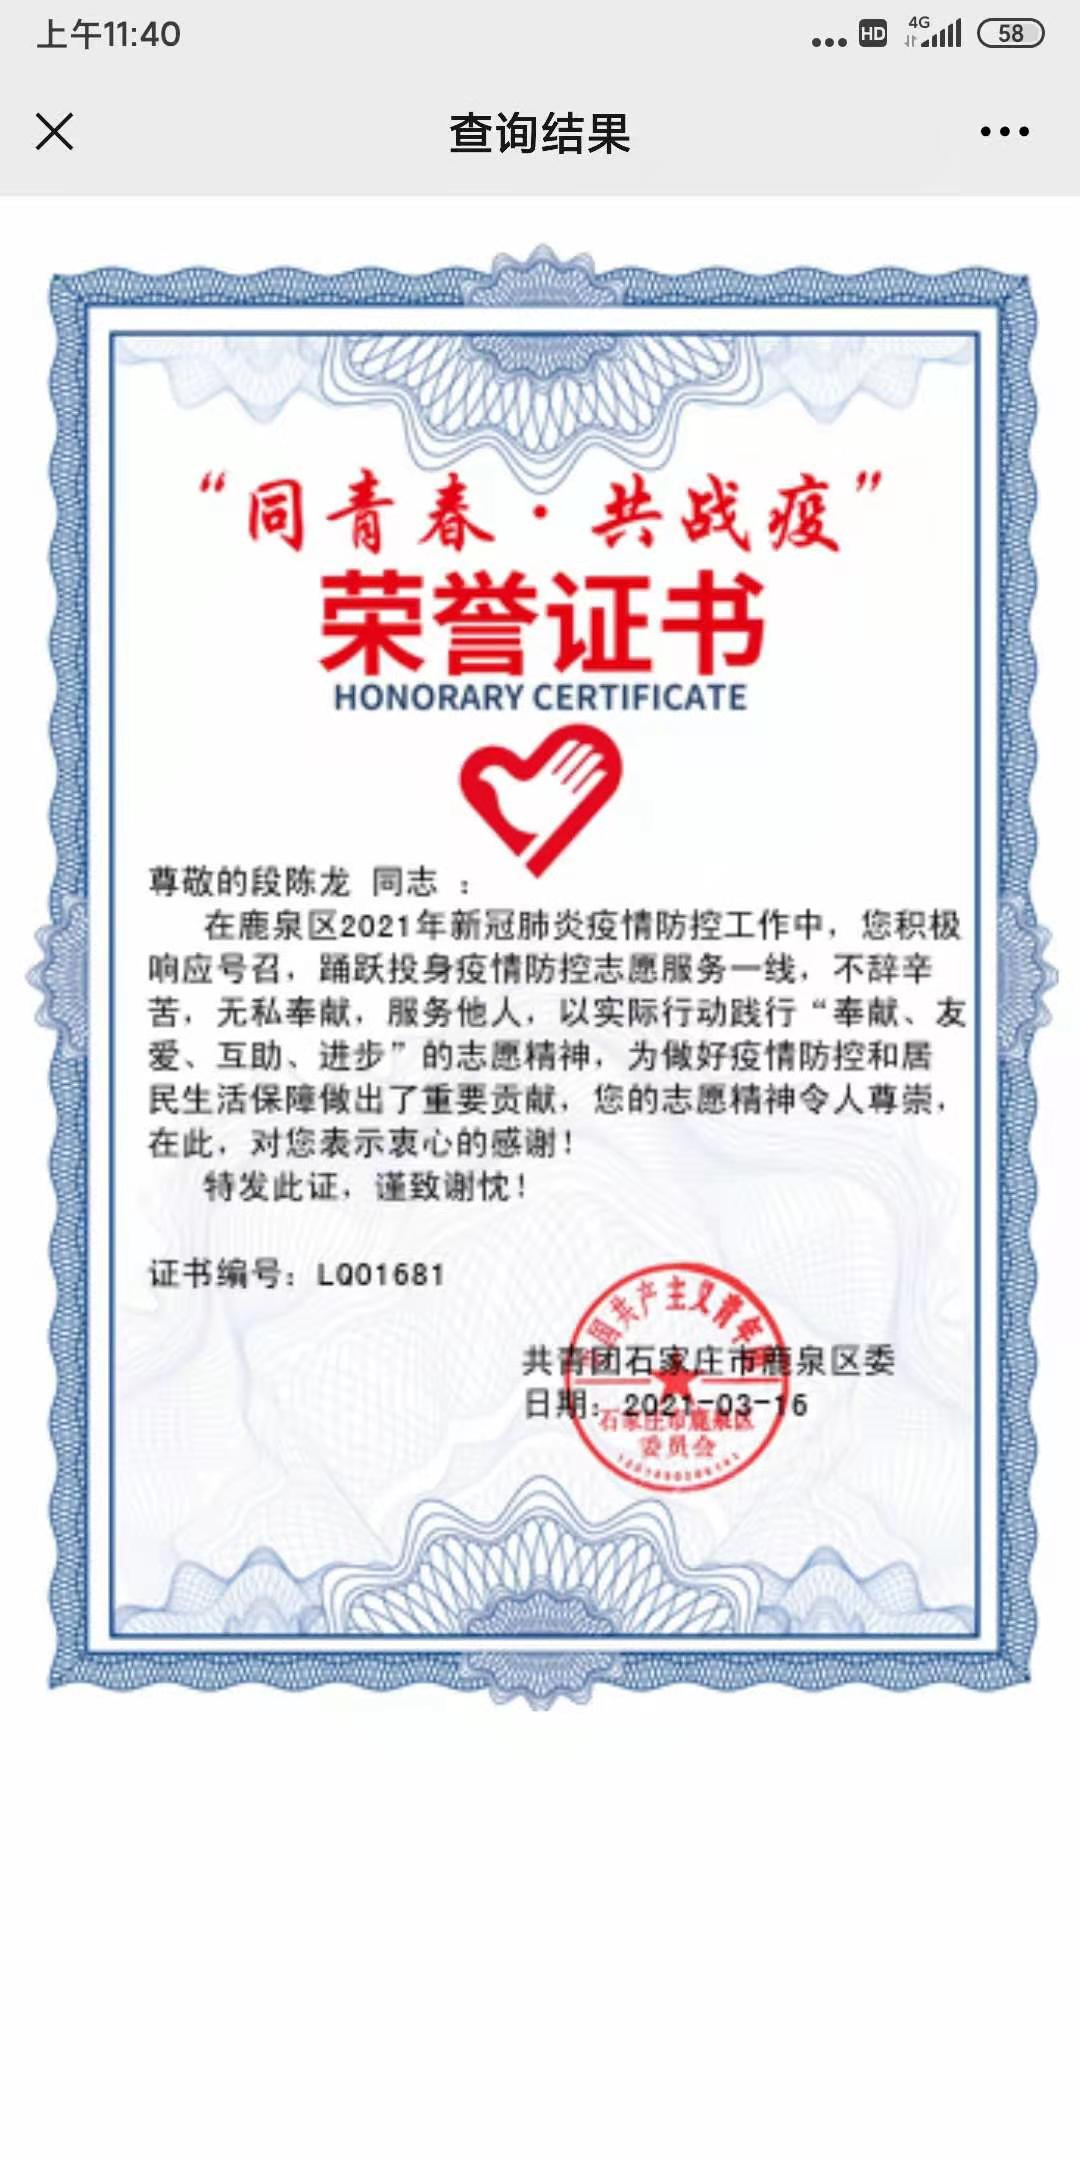 上午11:40
HD
4G
58
查询结果
“同青春·共战疫”
荣誉证书
HONORARY CERTIFICATE
尊敬的段陈龙 同志 :
在鹿泉区2021年新冠肺炎疫情防控工作中，您积极
响应号召，踊跃投身疫情防控志愿服务一线，不辞辛
苦，无私奉献，服务他人，以实际行动践行“奉献、友
爱、互助、进步”的志愿精神，为做好疫情防控和居
民生活保障做出了重要贡献，您的志愿精神令人尊崇，
在此，对您表示衷心的感谢！
特发此证，谨致谢忱！
证书编号：LQ01681
共青团石家庄市鹿泉区委
日期：2021-03-16
中国共产主义青年团
石家庄市鹿泉区
委员会